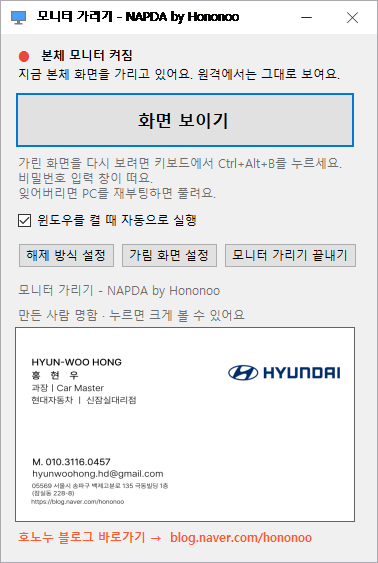 모니터 가리기 - NAPDA by Hononoo
본체 모니터 켜짐
지금 본체 화면을 가리고 있어요. 원격에서는 그대로 보여요.
화면 보이기
가린 화면을 다시 보려면 키보드에서 Ctrl+Alt+B를 누르세요.
비밀번호 입력 창이 떠요.
잊어버리면 PC를 재부팅하면 풀려요.
윈도우를 켤 때 자동으로 실행
해제 방식 설정 가림 화면 설정 모니터 가리기 끝내기
모니터 가리기 - NAPDA by Hononoo
만든 사람 명함 · 누르면 크게 볼 수 있어요
HYUN-WOO HONG
홍 현 우
과장 | Car Master
현대자동차 | 신잠실대리점
HYUNDAI
M. 010.3116.0457
hyunwoohong.hd@gmail.com
05569 서울시 송파구 백제고분로 135 극동빌딩 1층
(잠실동 228-8)
https://blog.naver.com/hononoo
호노누 블로그 바로가기 → blog.naver.com/hononoo